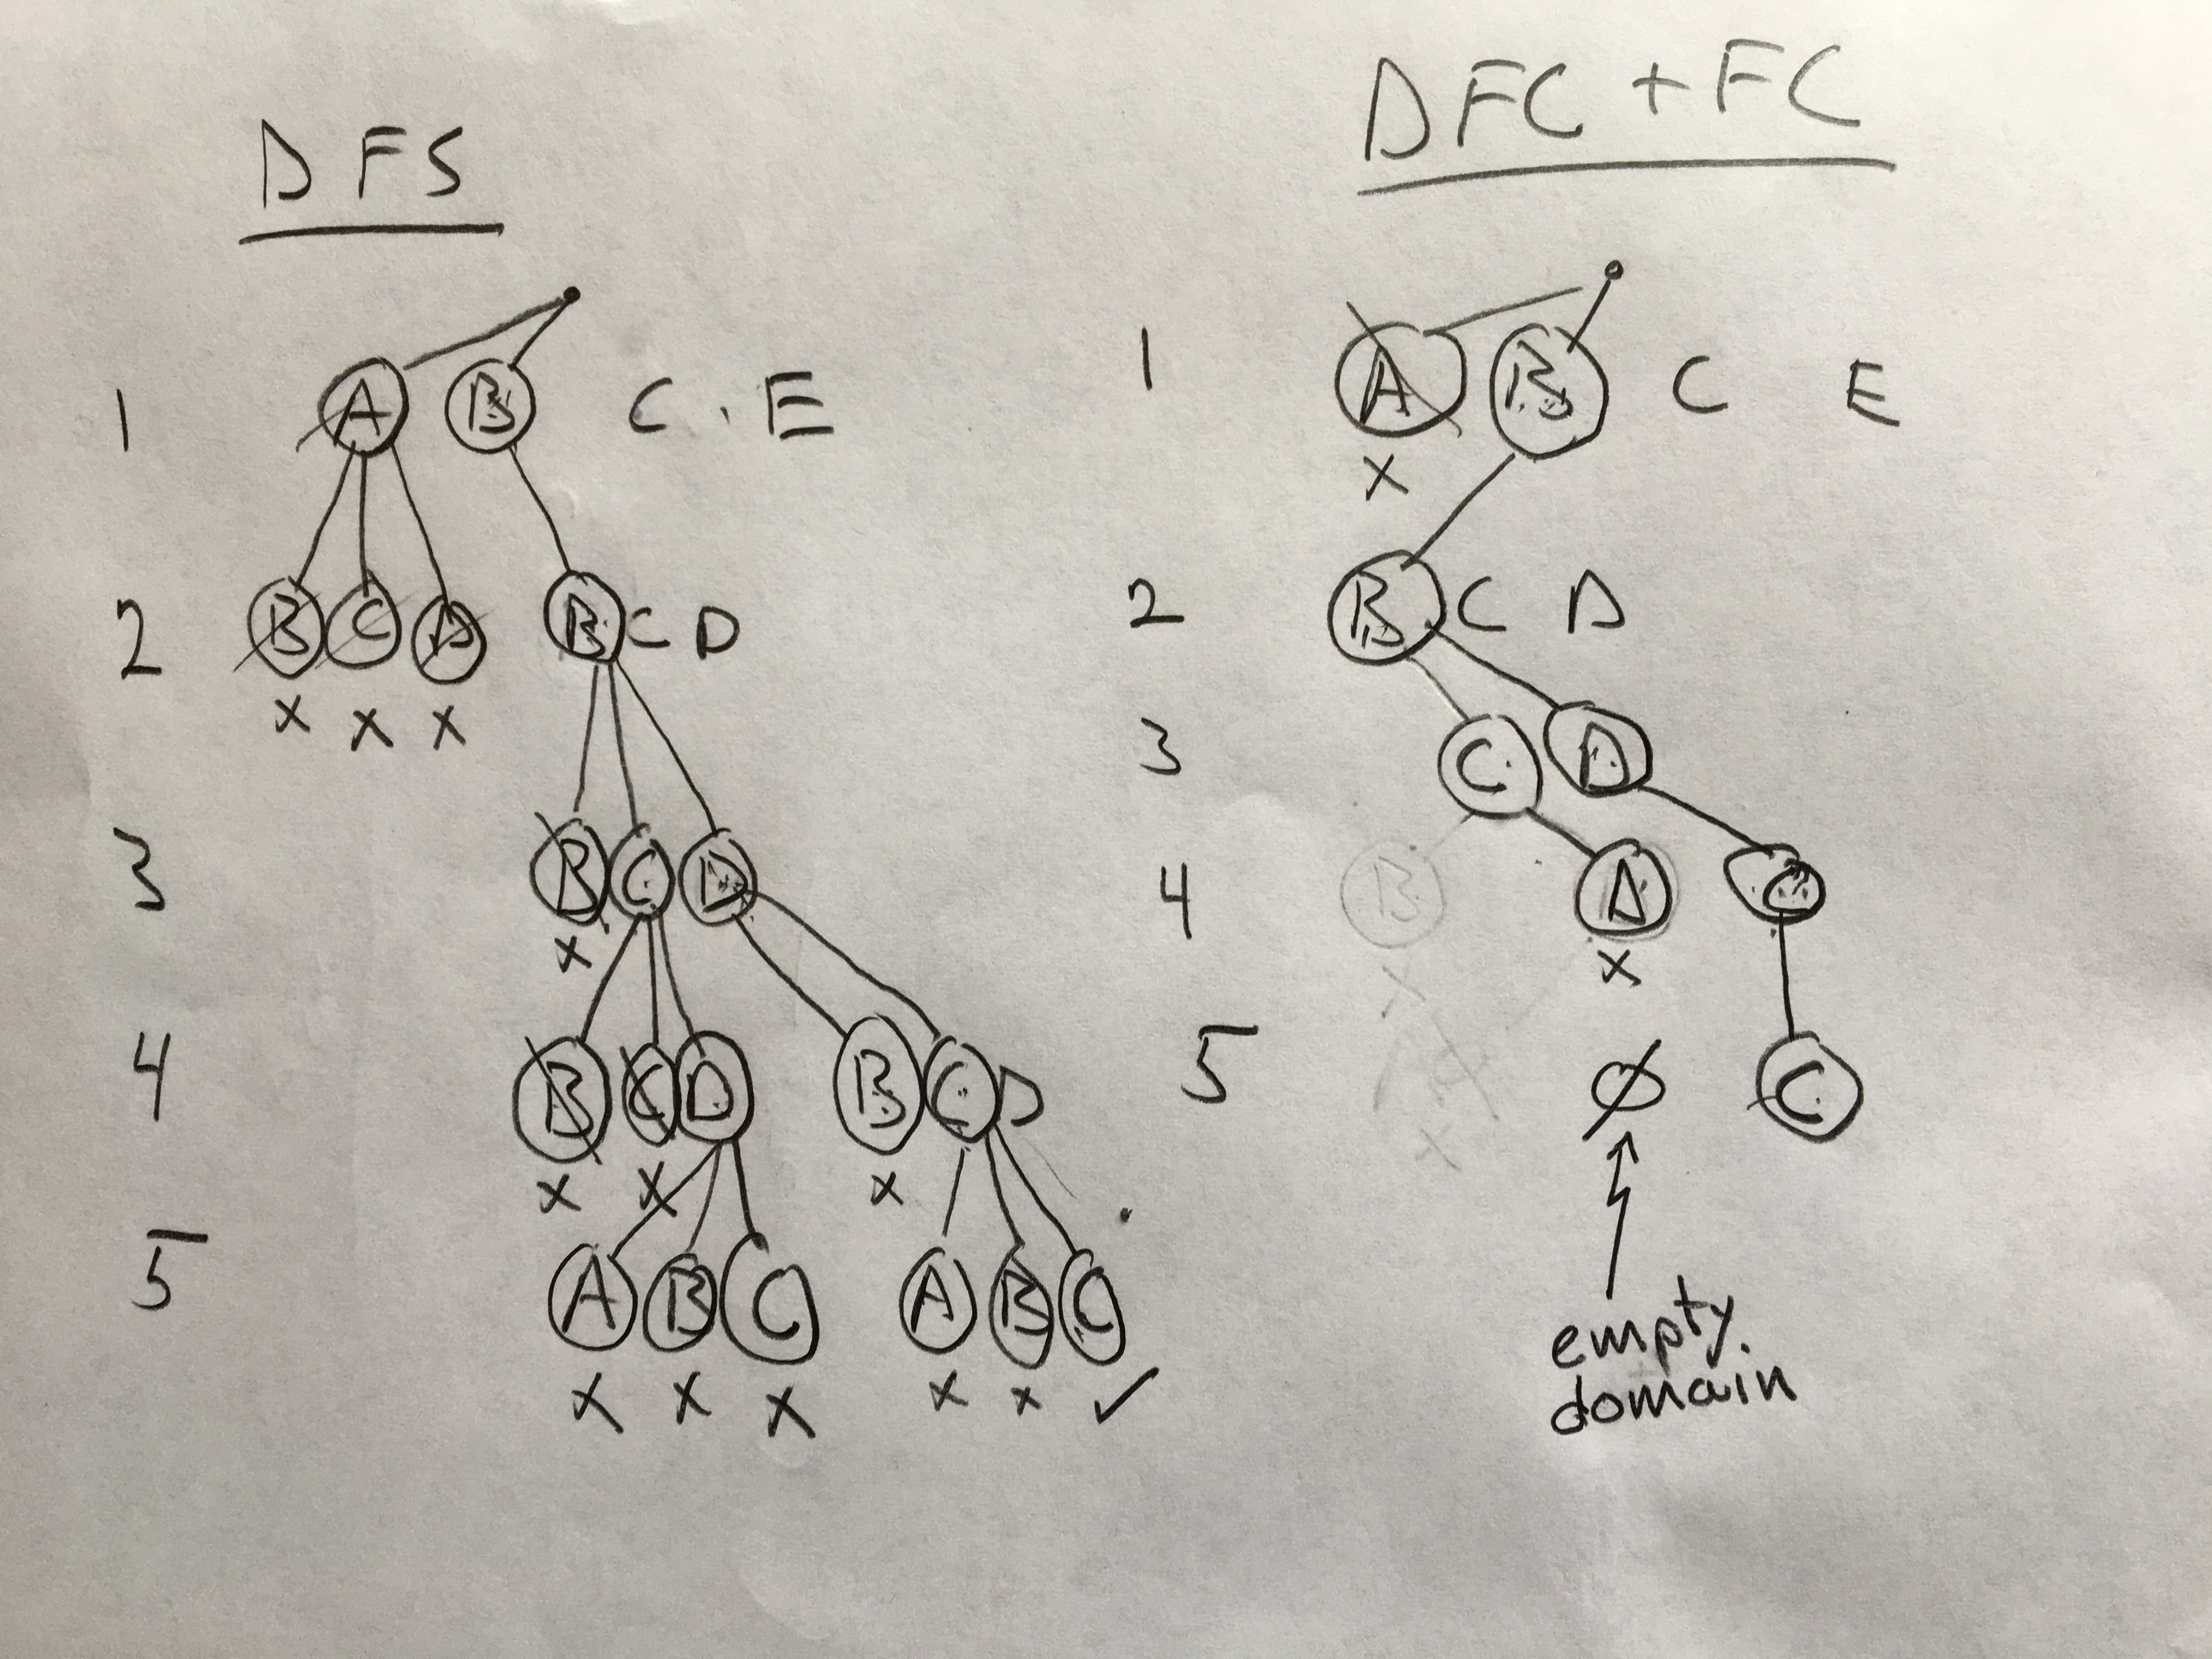 DFS
1 A B C E
2 B C D B C D
x x x
3 B C D
x
4 B C D B C D
x x x
5 A B C A B C
x x x x x ✓
DFC + FC
1 A B C E
x
2 B C D
3 C D
4 B D
x x
5 Ø C
empty
domain